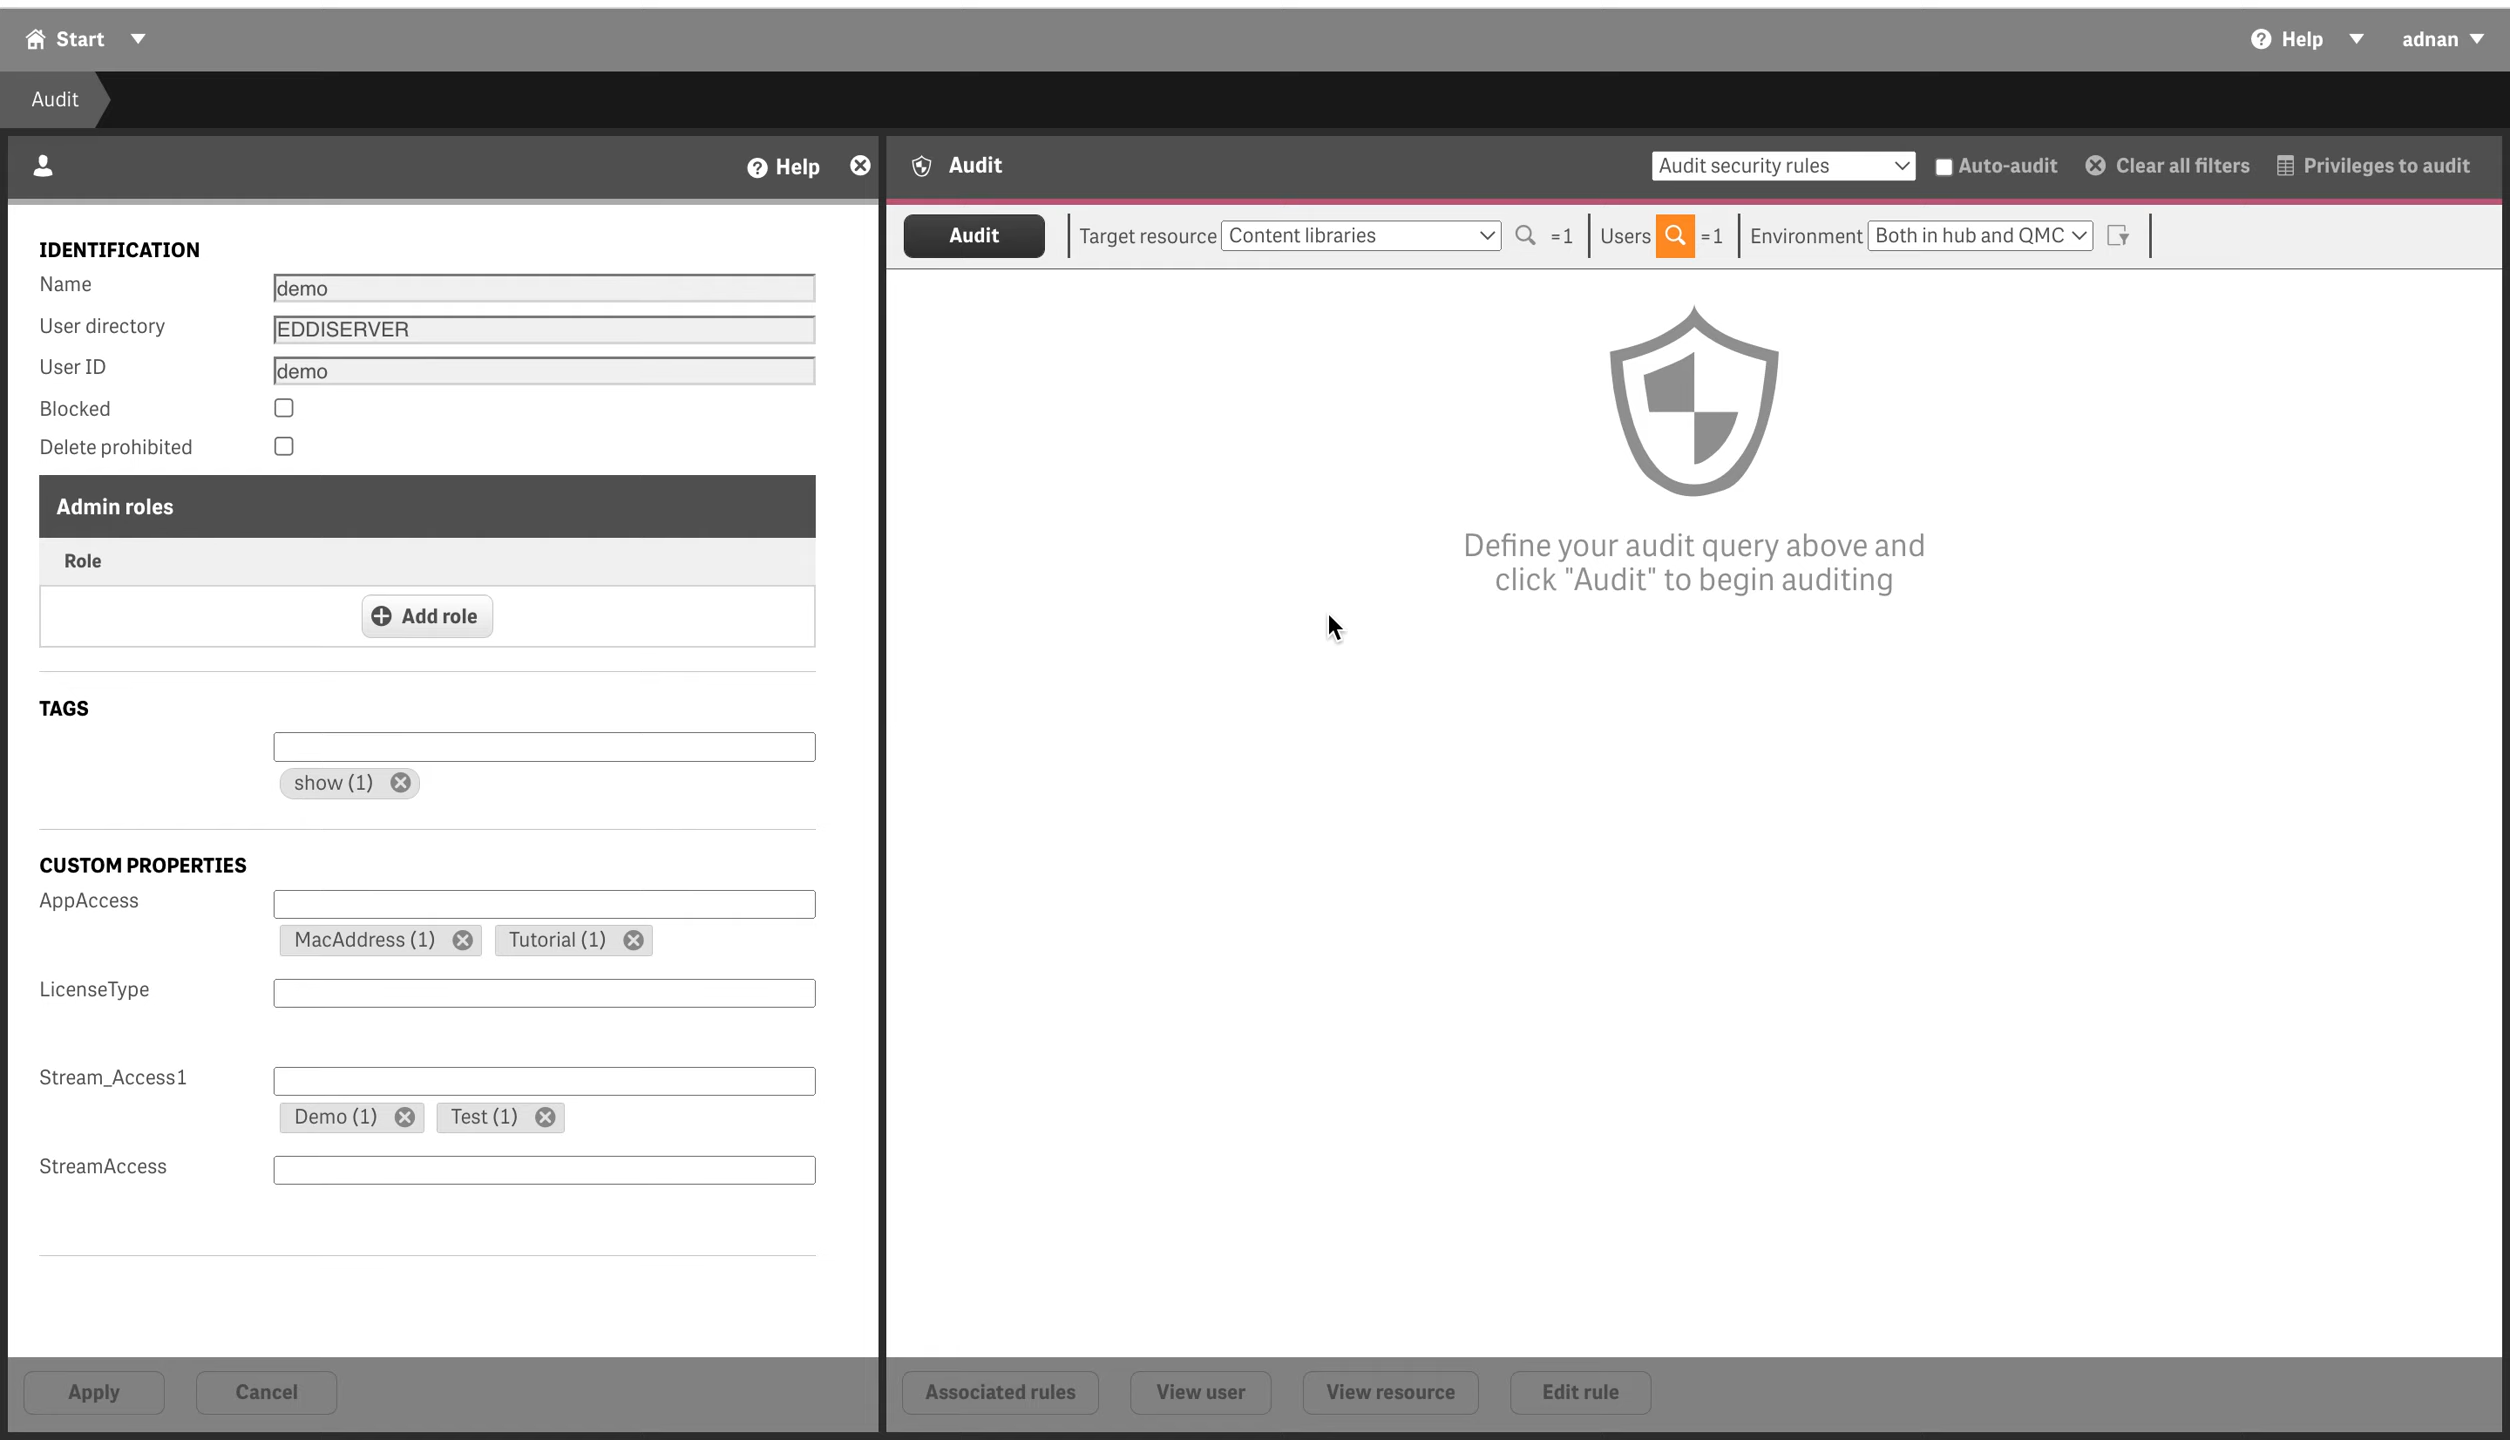 Start
Help
adnan
Audit
Help
IDENTIFICATION
Name
demo
User directory
EDDISERVER
User ID
demo
Blocked
Delete prohibited
Admin roles
Role
Add role
TAGS
show (1)
CUSTOM PROPERTIES
AppAccess
MacAddress (1) Tutorial (1)
LicenseType
Stream_Access1
Demo (1) Test (1)
StreamAccess
Apply Cancel
Audit
Audit security rules
Auto-audit
Clear all filters
Privileges to audit
Audit
Target resource Content libraries =1
Users =1
Environment Both in hub and QMC
Define your audit query above and
click "Audit" to begin auditing
Associated rules View user View resource Edit rule